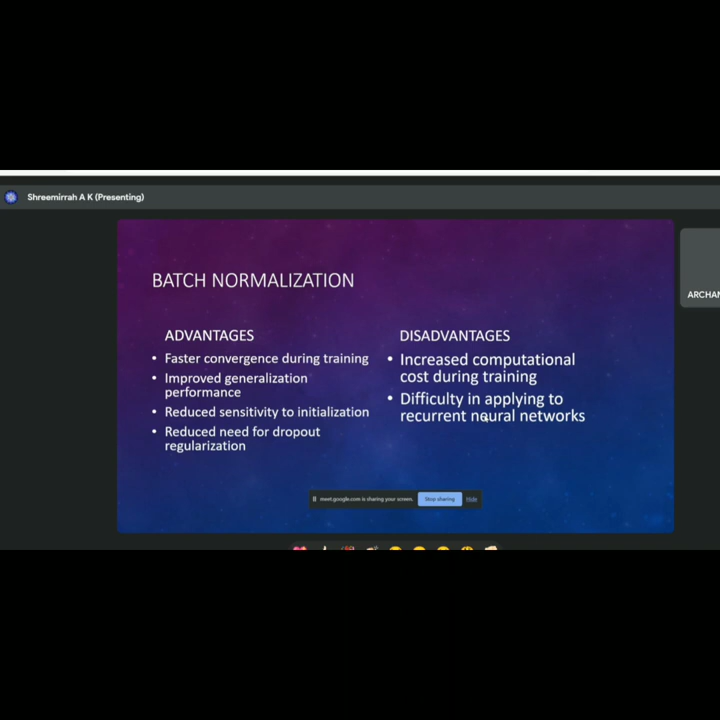 Shreemirrah A K (Presenting)
BATCH NORMALIZATION
ADVANTAGES
• Faster convergence during training
• Improved generalization
performance
• Reduced sensitivity to initialization
• Reduced need for dropout
regularization
DISADVANTAGES
• Increased computational
cost during training
• Difficulty in applying to
recurrent neural networks
meet.google.com is sharing your screen. Stop sharing Hide
ARCHAN